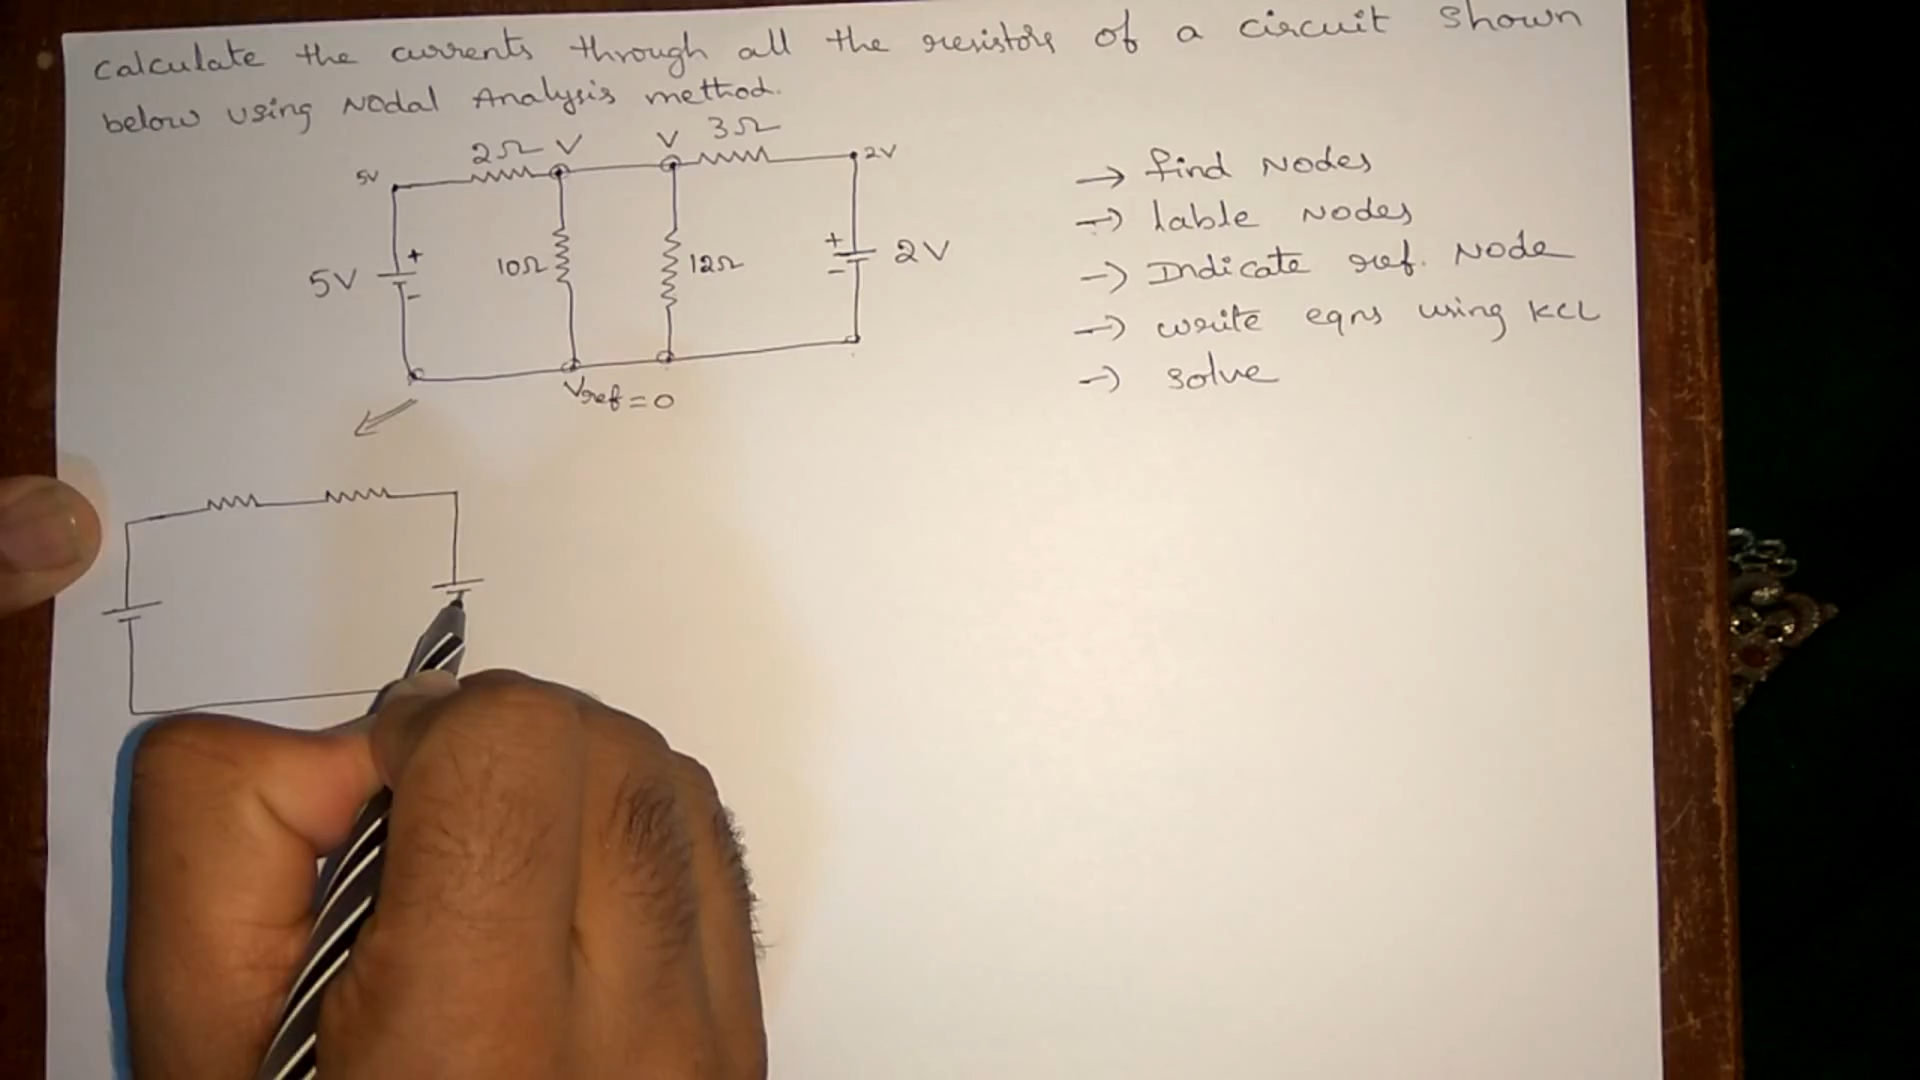 calculate the currents through all the resistors of a circuit shown
below using Nodal Analysis method.
2Ω V V 3Ω
5V 2V
5V + - 10Ω 12Ω + - 2V
Vref = 0
→ find Nodes
→ lable Nodes
→ Indicate ref. Node
→ write eqns using KCL
→ solve